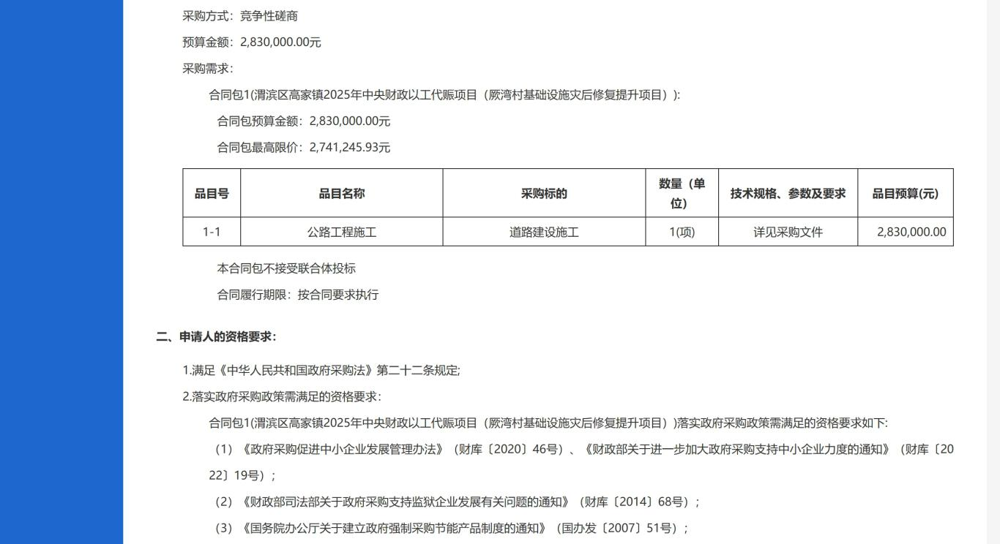 采购方式：竞争性磋商
预算金额：2,830,000.00元
采购需求：
合同包1(渭滨区高家镇2025年中央财政以工代赈项目（厥湾村基础设施灾后修复提升项目）):
合同包预算金额：2,830,000.00元
合同包最高限价：2,741,245.93元
品目号 品目名称 采购标的 数量（单位） 技术规格、参数及要求 品目预算(元)
1-1 公路工程施工 道路建设施工 1(项) 详见采购文件 2,830,000.00
本合同包不接受联合体投标
合同履行期限：按合同要求执行
二、申请人的资格要求：
1.满足《中华人民共和国政府采购法》第二十二条规定;
2.落实政府采购政策需满足的资格要求：
合同包1(渭滨区高家镇2025年中央财政以工代赈项目（厥湾村基础设施灾后修复提升项目）)落实政府采购政策需满足的资格要求如下:
（1）《政府采购促进中小企业发展管理办法》（财库〔2020〕46号）、《财政部关于进一步加大政府采购支持中小企业力度的通知》（财库〔20
22〕19号）；
（2）《财政部司法部关于政府采购支持监狱企业发展有关问题的通知》（财库〔2014〕68号）；
（3）《国务院办公厅关于建立政府强制采购节能产品制度的通知》（国办发〔2007〕51号）；